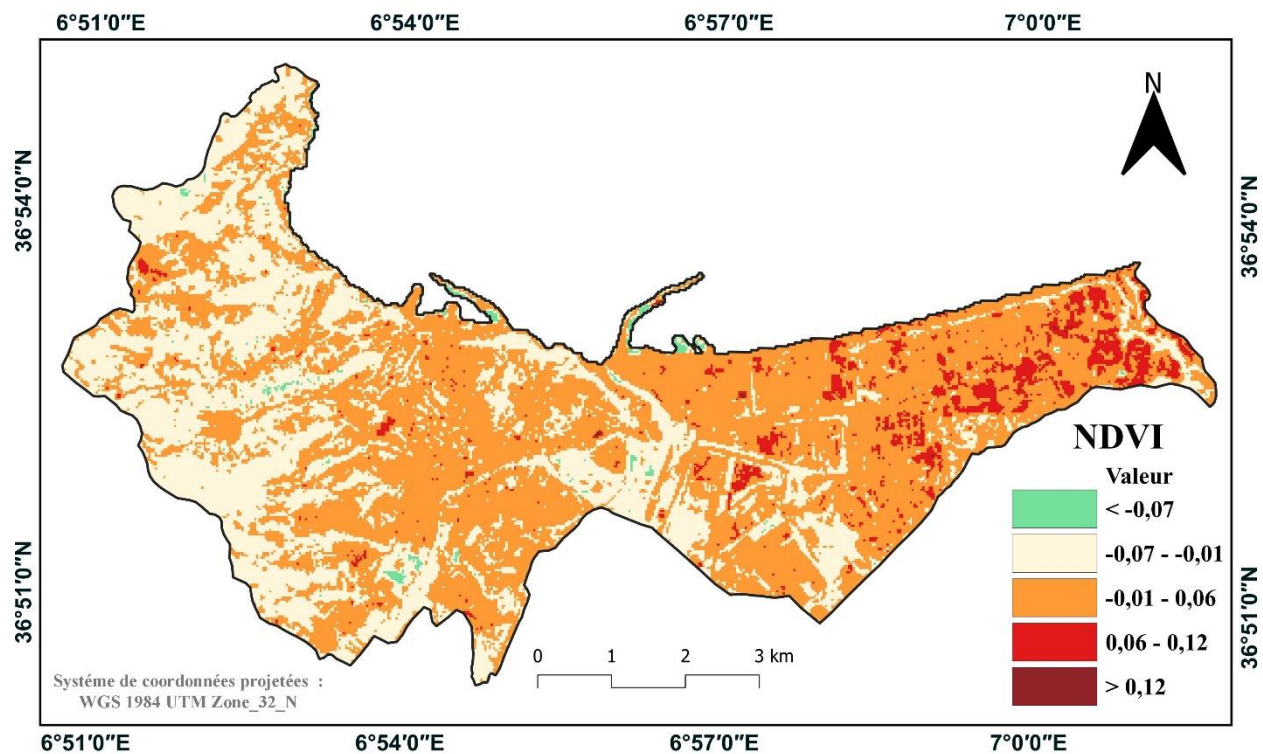 6°51'0"E 6°54'0"E 6°57'0"E 7°0'0"E
N
36°54'0"N 36°54'0"N
NDVI
Valeur
< -0,07
-0,07 - -0,01
-0,01 - 0,06
0,06 - 0,12
> 0,12
36°51'0"N 36°51'0"N
0 1 2 3 km
Systéme de coordonnées projetées :
WGS 1984 UTM Zone_32_N
6°51'0"E 6°54'0"E 6°57'0"E 7°0'0"E